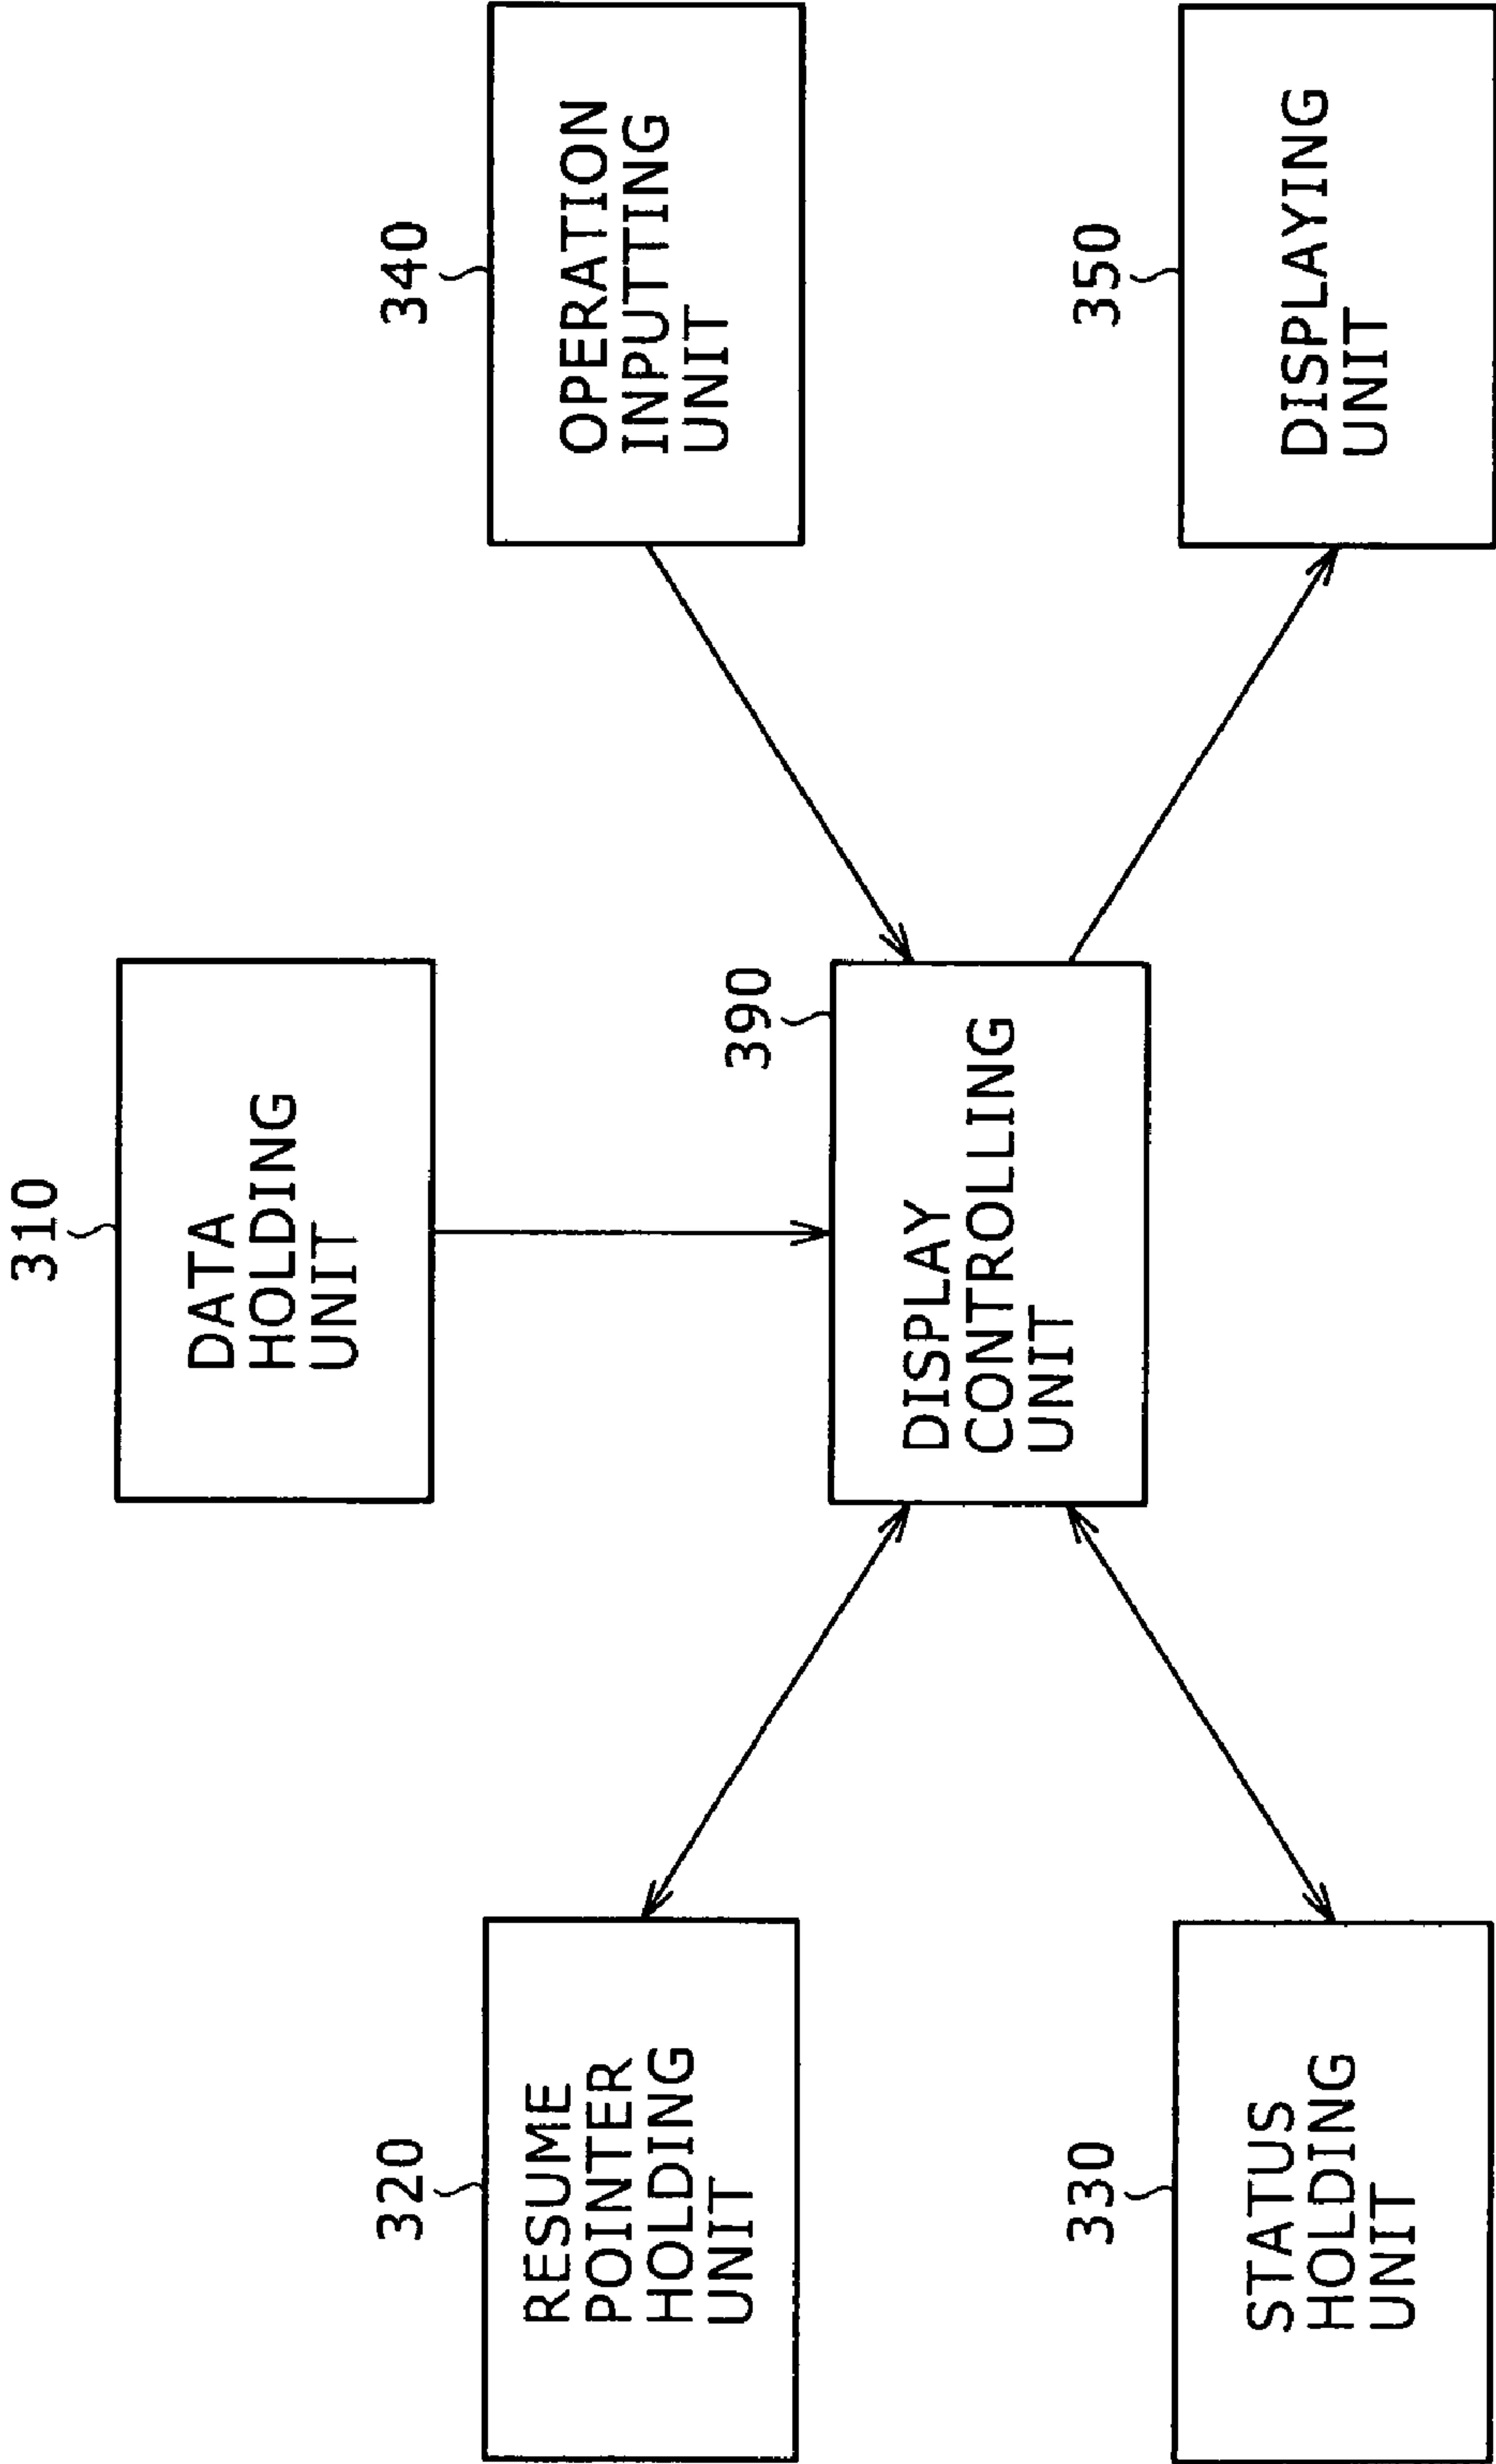 310
DATA
HOLDING
UNIT
320
RESUME
POINTER
HOLDING
UNIT
390
DISPLAY
CONTROLLING
UNIT
340
OPERATION
INPUTTING
UNIT
330
STATUS
HOLDING
UNIT
350
DISPLAYING
UNIT